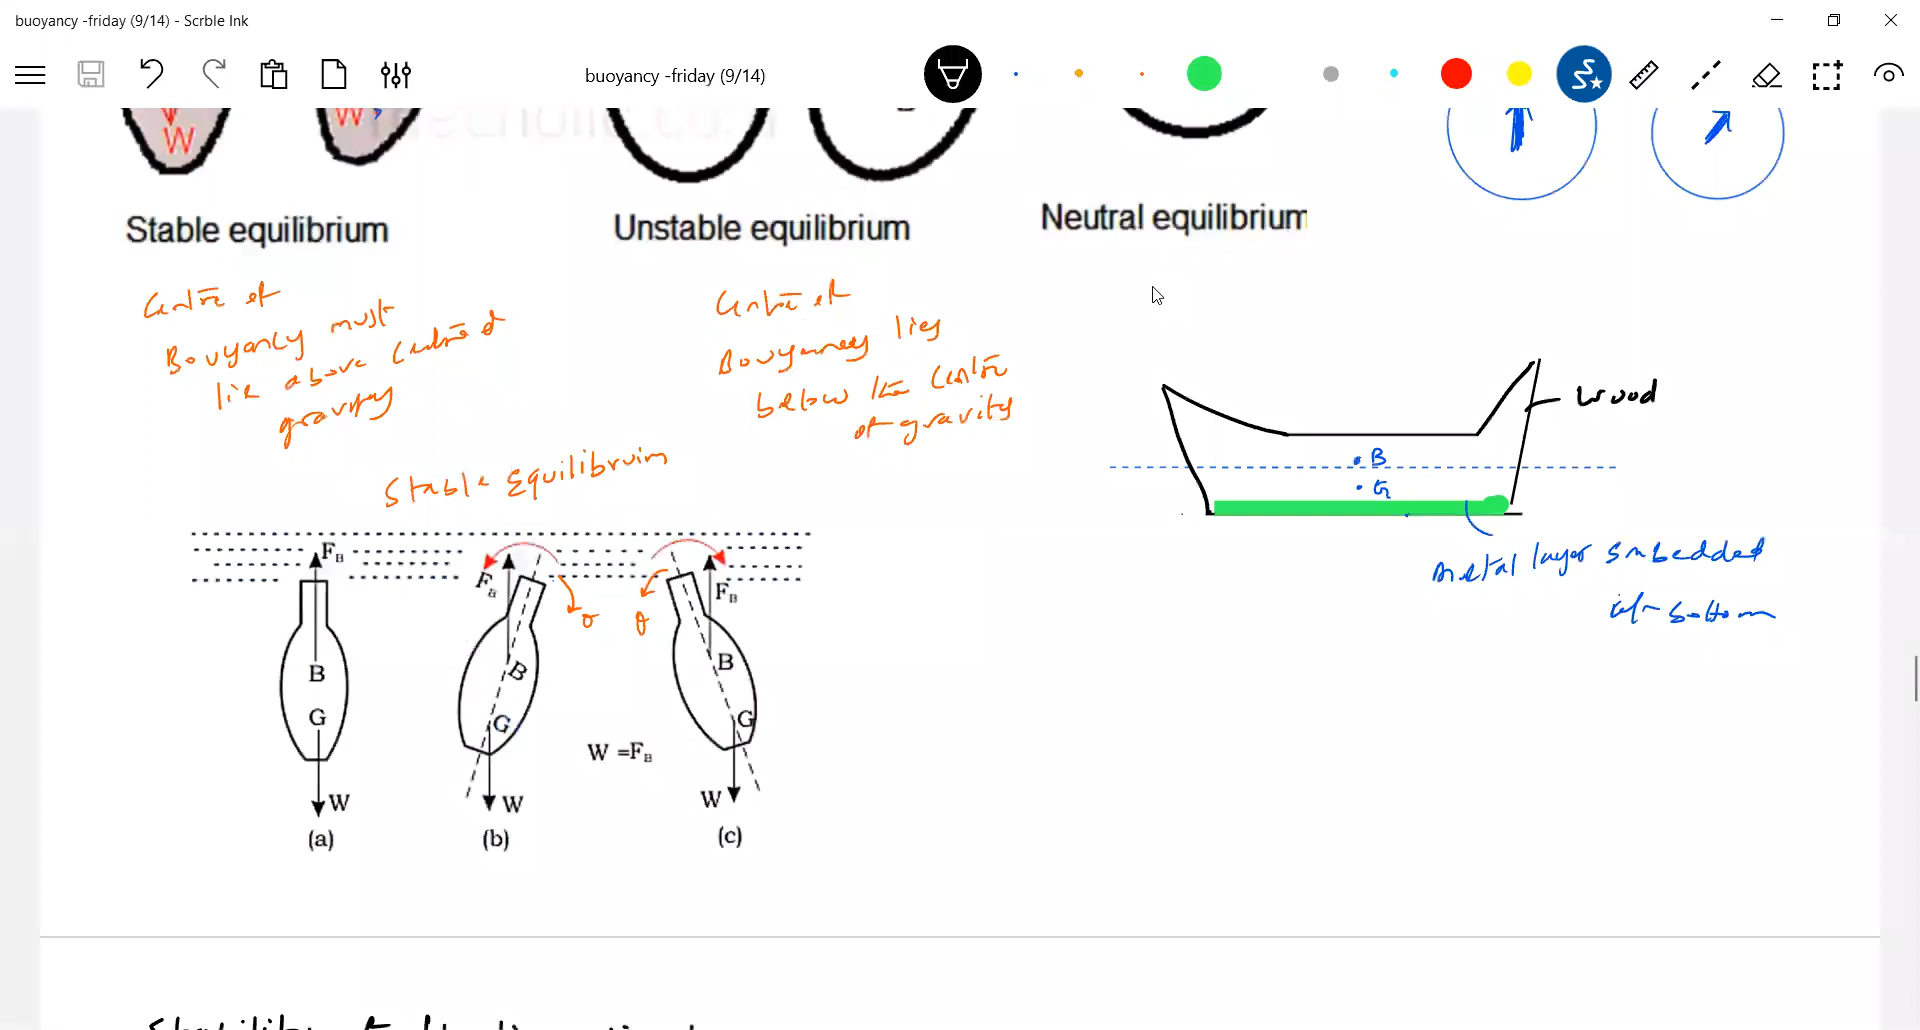 buoyancy -friday (9/14) - Scrble Ink
buoyancy -friday (9/14)
W
W
Stable equilibrium
Unstable equilibrium
Neutral equilibrium
Centre of
Bouyancy must
lie above Centre of
gravity
Centre of
Bouyancy lies
below the Centre
of gravity
Stable Equilibruim
Wood
B
G
metal layer Embedded
bottom
FB
FB
θ
θ
FB
B
G
W
(a)
B
G
W
(b)
W =FB
B
G
W
(c)